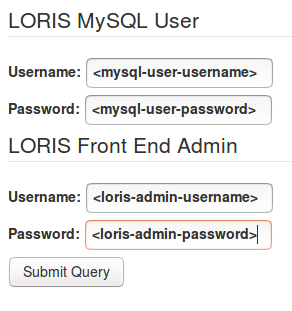 LORIS MySQL User
Username: <mysql-user-username>
Password: <mysql-user-password>
LORIS Front End Admin
Username: <loris-admin-username>
Password: <loris-admin-password>
Submit Query